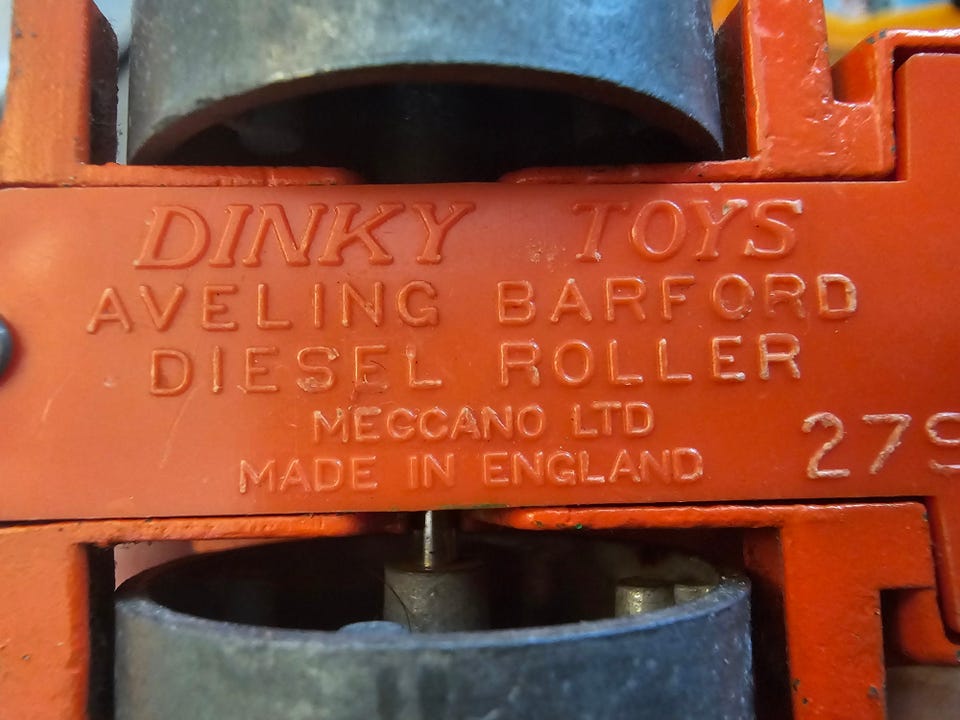 DINKY TOYS
AVELING BARFORD
DIESEL ROLLER
MECCANO LTD
MADE IN ENGLAND
279